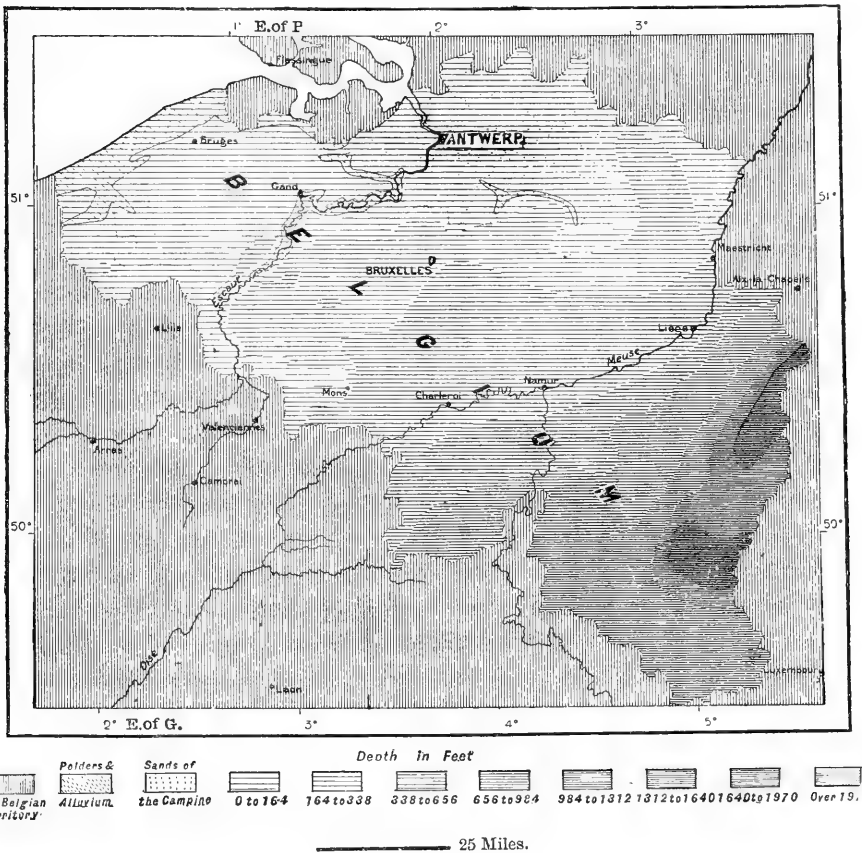 1° E. of P 2° 3°
Flessingue
ANTWERP
Bruges
51° 51°
B
Gand
E
Maestricht
BRUXELLES
Aix-la-Chapelle
L
Escaut
Lille
Liege
G
Meuse
Mons
Charleroi
I
Namur
Valenciennes
U
Arras
Cambrai
M
50° 50°
Oise
Laon
Luxembourg
2° E. of G. 3° 4° 5°
Depth in Feet
Polders & Sands of
Belgian Alluvium the Campine 0 to 164 164 to 338 338 to 656 656 to 984 984 to 1312 1312 to 1640 1640 to 1970 Over 19
ritory.
25 Miles.